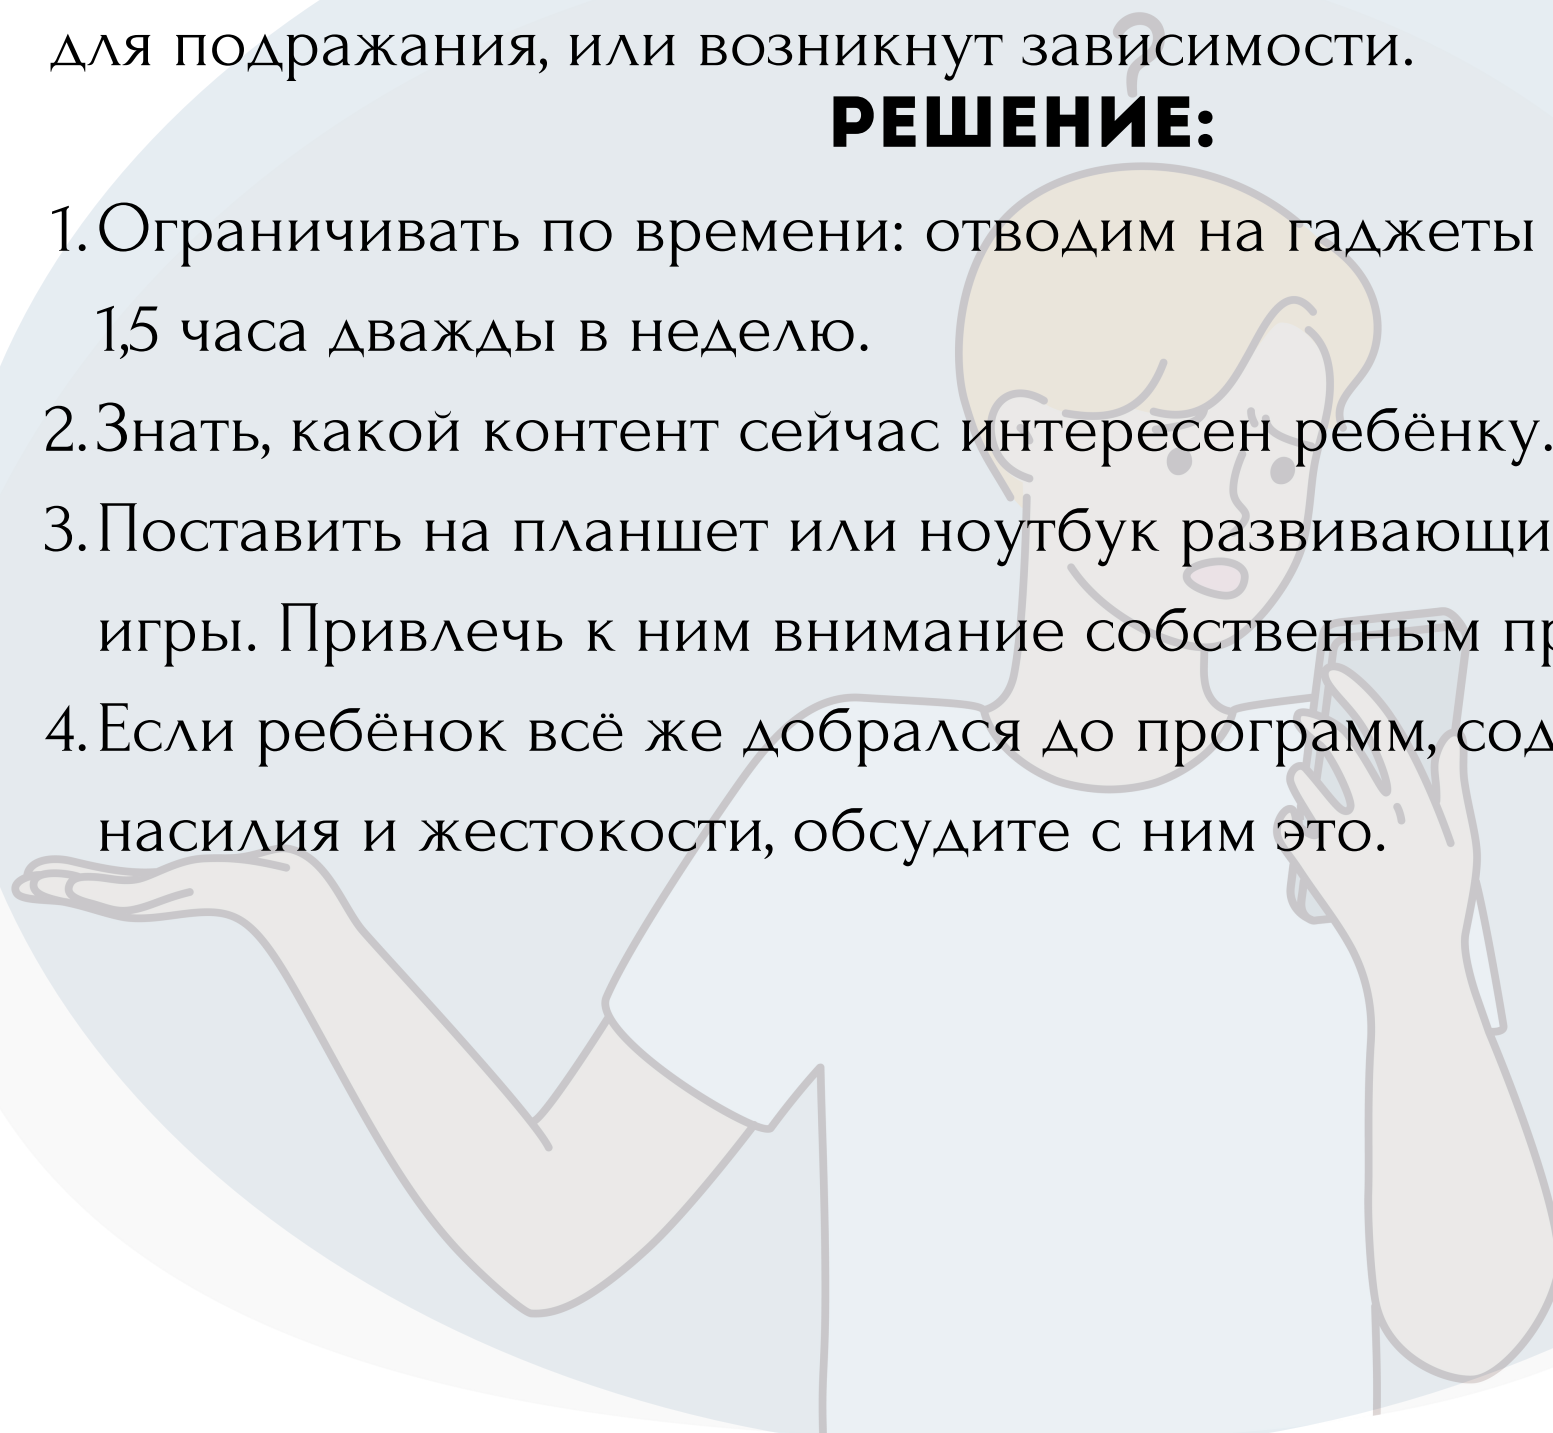 для подражания, или возникнут зависимости.
РЕШЕНИЕ:
1. Ограничивать по времени: отводим на гаджеты
1,5 часа дважды в неделю.
2. Знать, какой контент сейчас интересен ребёнку.
3. Поставить на планшет или ноутбук развивающи
игры. Привлечь к ним внимание собственным пр
4. Если ребёнок всё же добрался до программ, сод
насилия и жестокости, обсудите с ним это.